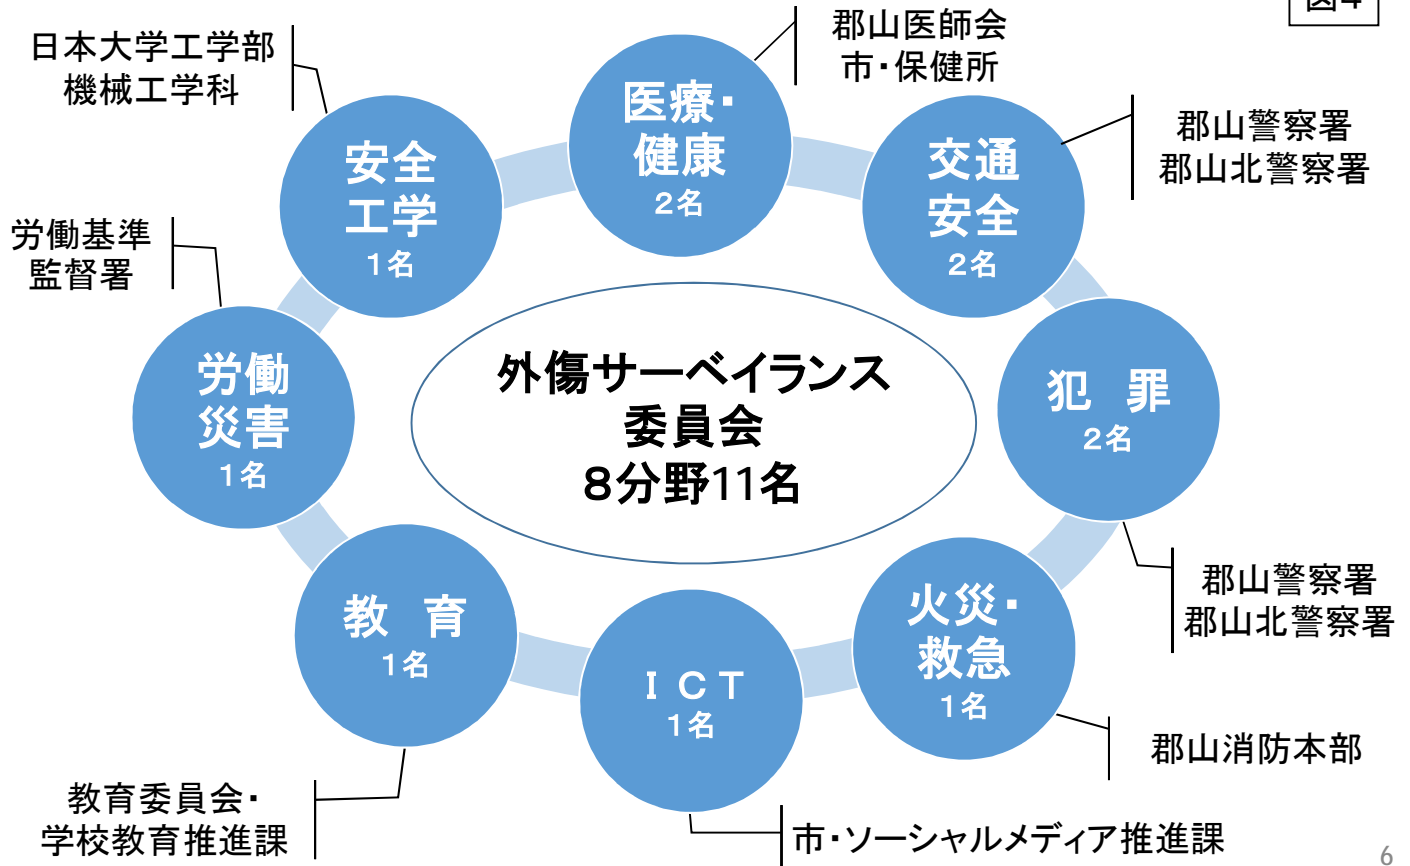 図4
日本大学工学部
機械工学科
郡山医師会
市・保健所
郡山警察署
郡山北警察署
労働基準
監督署
安全
工学
1名
医療・
健康
2名
交通
安全
2名
労働
災害
1名
外傷サーベイランス
委員会
8分野11名
犯 罪
2名
教 育
1名
ICT
1名
火災・
救急
1名
郡山警察署
郡山北警察署
郡山消防本部
教育委員会・
学校教育推進課
市・ソーシャルメディア推進課
6